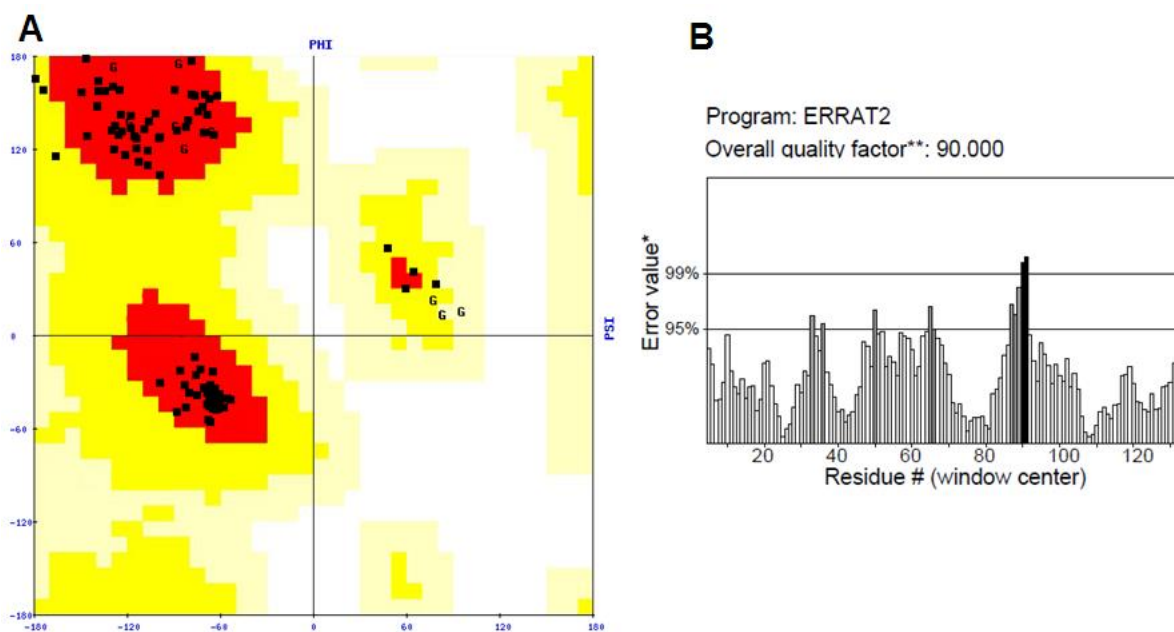 A
PHI
180
120
60
0
-60
-120
-180
-180
-120
-60
0
60
120
180
PSI
G
G
G
G
G
G
G
G
B
Program: ERRAT2
Overall quality factor**: 90.000
Error value*
99%
95%
20
40
60
80
100
120
Residue # (window center)